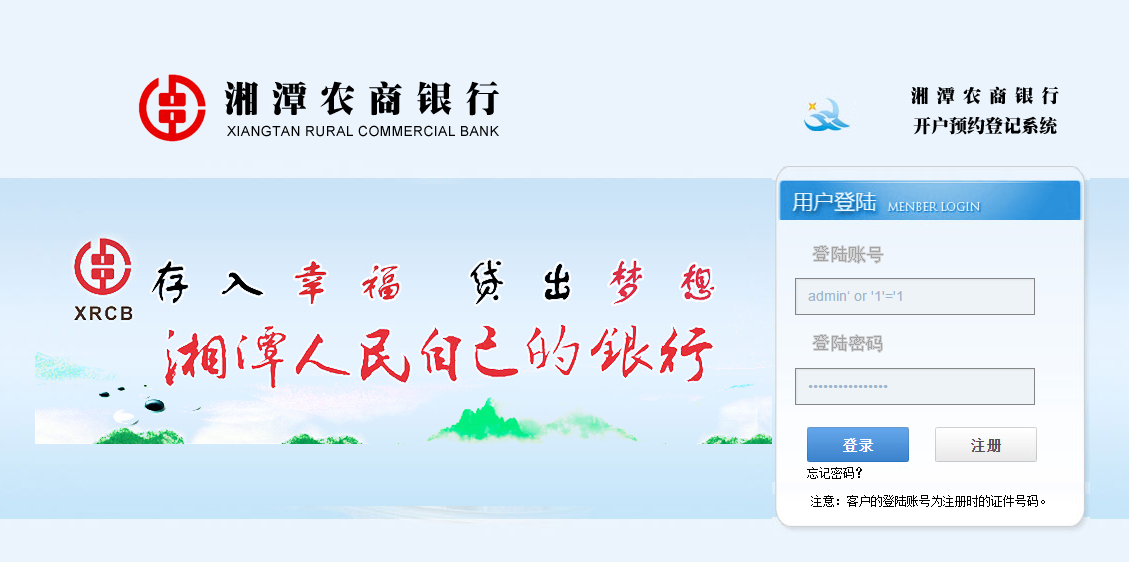 湘潭农商银行
XIANGTAN RURAL COMMERCIAL BANK
湘潭农商银行
开户预约登记系统
XRCB
存入幸福 贷出梦想
湘潭人民自己的銀行
用户登陆 MENBER LOGIN
登陆账号
admin' or '1'='1
登陆密码
••••••••••••••••
登录 注册
忘记密码？
注意：客户的登陆账号为注册时的证件号码。